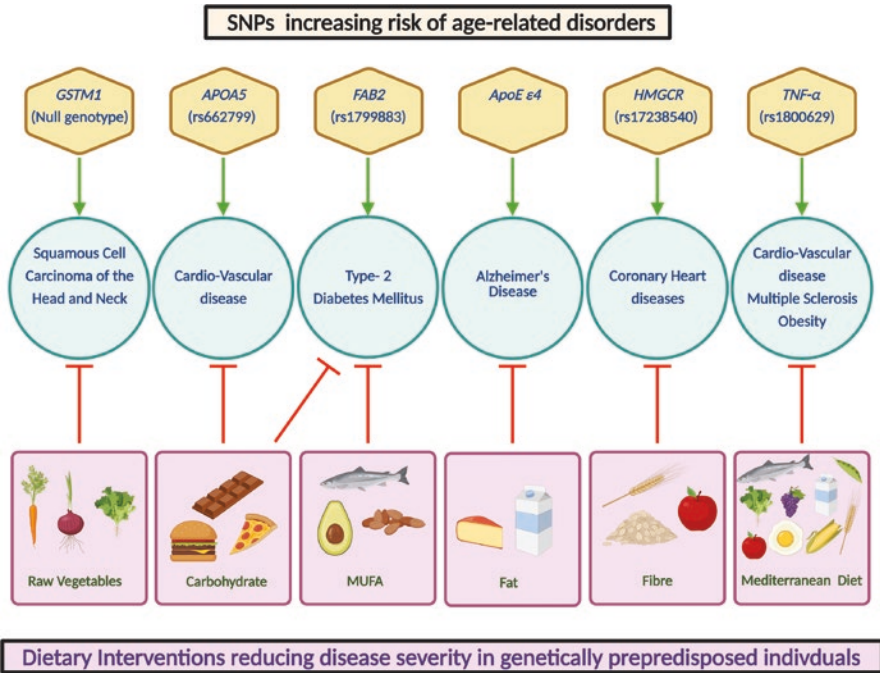 SNPs increasing risk of age-related disorders
GSTM1
(Null genotype)
APOA5
(rs662799)
FAB2
(rs1799883)
ApoE ε4
HMGCR
(rs17238540)
TNF-α
(rs1800629)
Squamous Cell
Carcinoma of the
Head and Neck
Cardio-Vascular
disease
Type- 2
Diabetes Mellitus
Alzheimer's
Disease
Coronary Heart
diseases
Cardio-Vascular
disease
Multiple Sclerosis
Obesity
Raw Vegetables
Carbohydrate
MUFA
Fat
Fibre
Mediterranean Diet
Dietary Interventions reducing disease severity in genetically prepredisposed indivduals